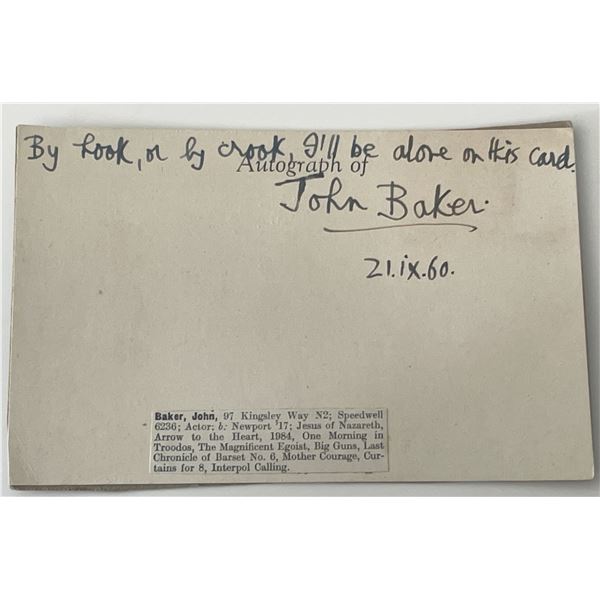 By hook, or by crook, I'll be alone on this card.
Autograph of
John Baker.
21.ix.60.
Baker, John, 97 Kingsley Way N2; Speedwell
6236; Actor; b: Newport '17; Jesus of Nazareth,
Arrow to the Heart, 1984, One Morning in
Troodos, The Magnificent Egoist, Big Guns, Last
Chronicle of Barset No. 6, Mother Courage, Cur-
tains for 8, Interpol Calling.